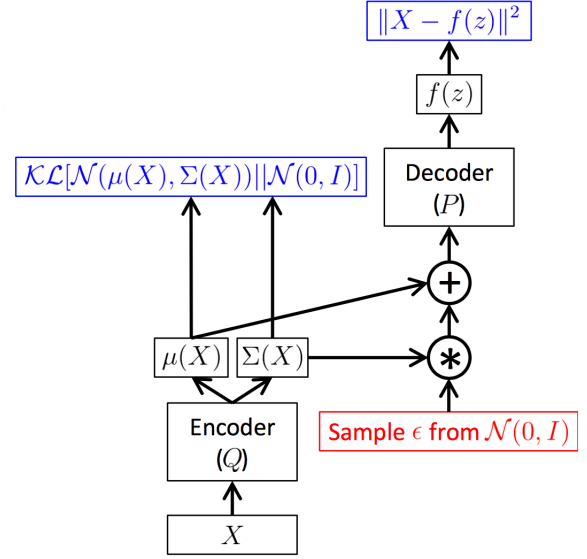 ‖X − f(z)‖²
f(z)
𝒦ℒ[𝒩(μ(X), Σ(X))||𝒩(0, I)]
Decoder
(P)
+
μ(X)
Σ(X)
*
Encoder
(Q)
Sample ϵ from 𝒩(0, I)
X